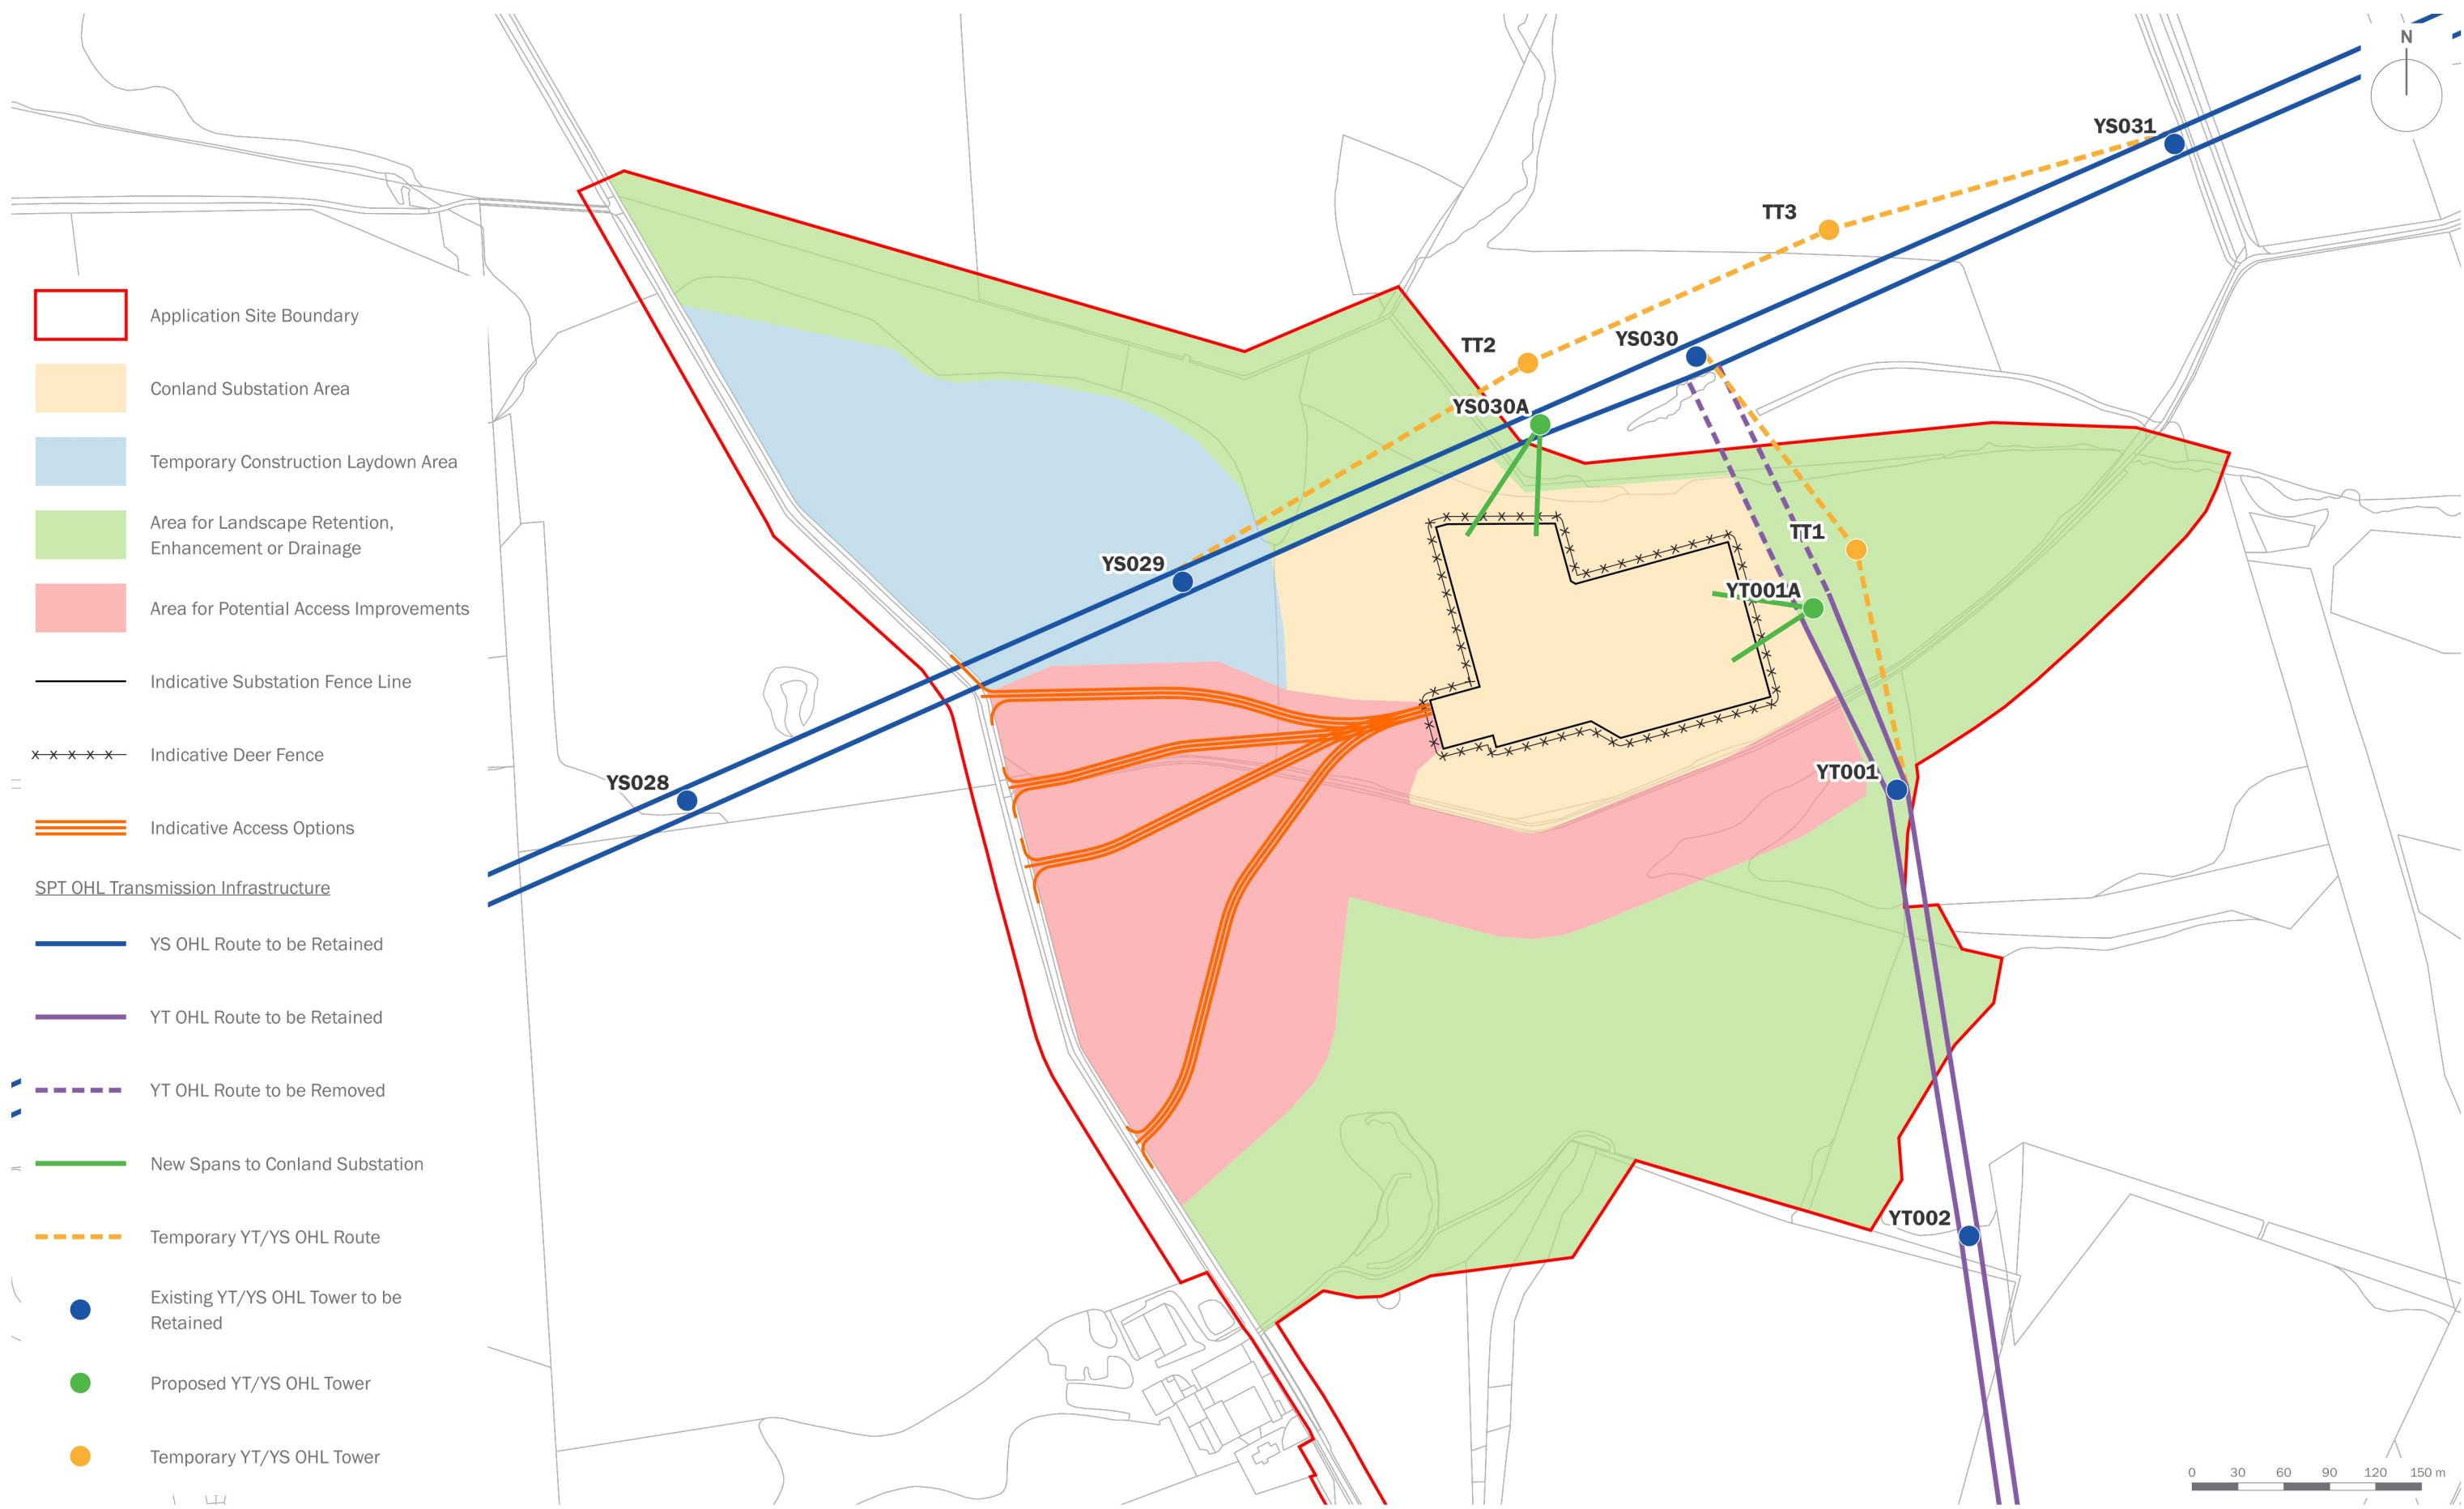 Application Site Boundary
Conland Substation Area
Temporary Construction Laydown Area
Area for Landscape Retention,
Enhancement or Drainage
Area for Potential Access Improvements
Indicative Substation Fence Line
Indicative Deer Fence
Indicative Access Options
SPT OHL Transmission Infrastructure
YS OHL Route to be Retained
YT OHL Route to be Retained
YT OHL Route to be Removed
New Spans to Conland Substation
Temporary YT/YS OHL Route
Existing YT/YS OHL Tower to be
Retained
Proposed YT/YS OHL Tower
Temporary YT/YS OHL Tower
N
YS031
TT3
YS030
TT2
YS030A
TT1
YS029
YT001A
YT001
YS028
YT002
0 30 60 90 120 150 m